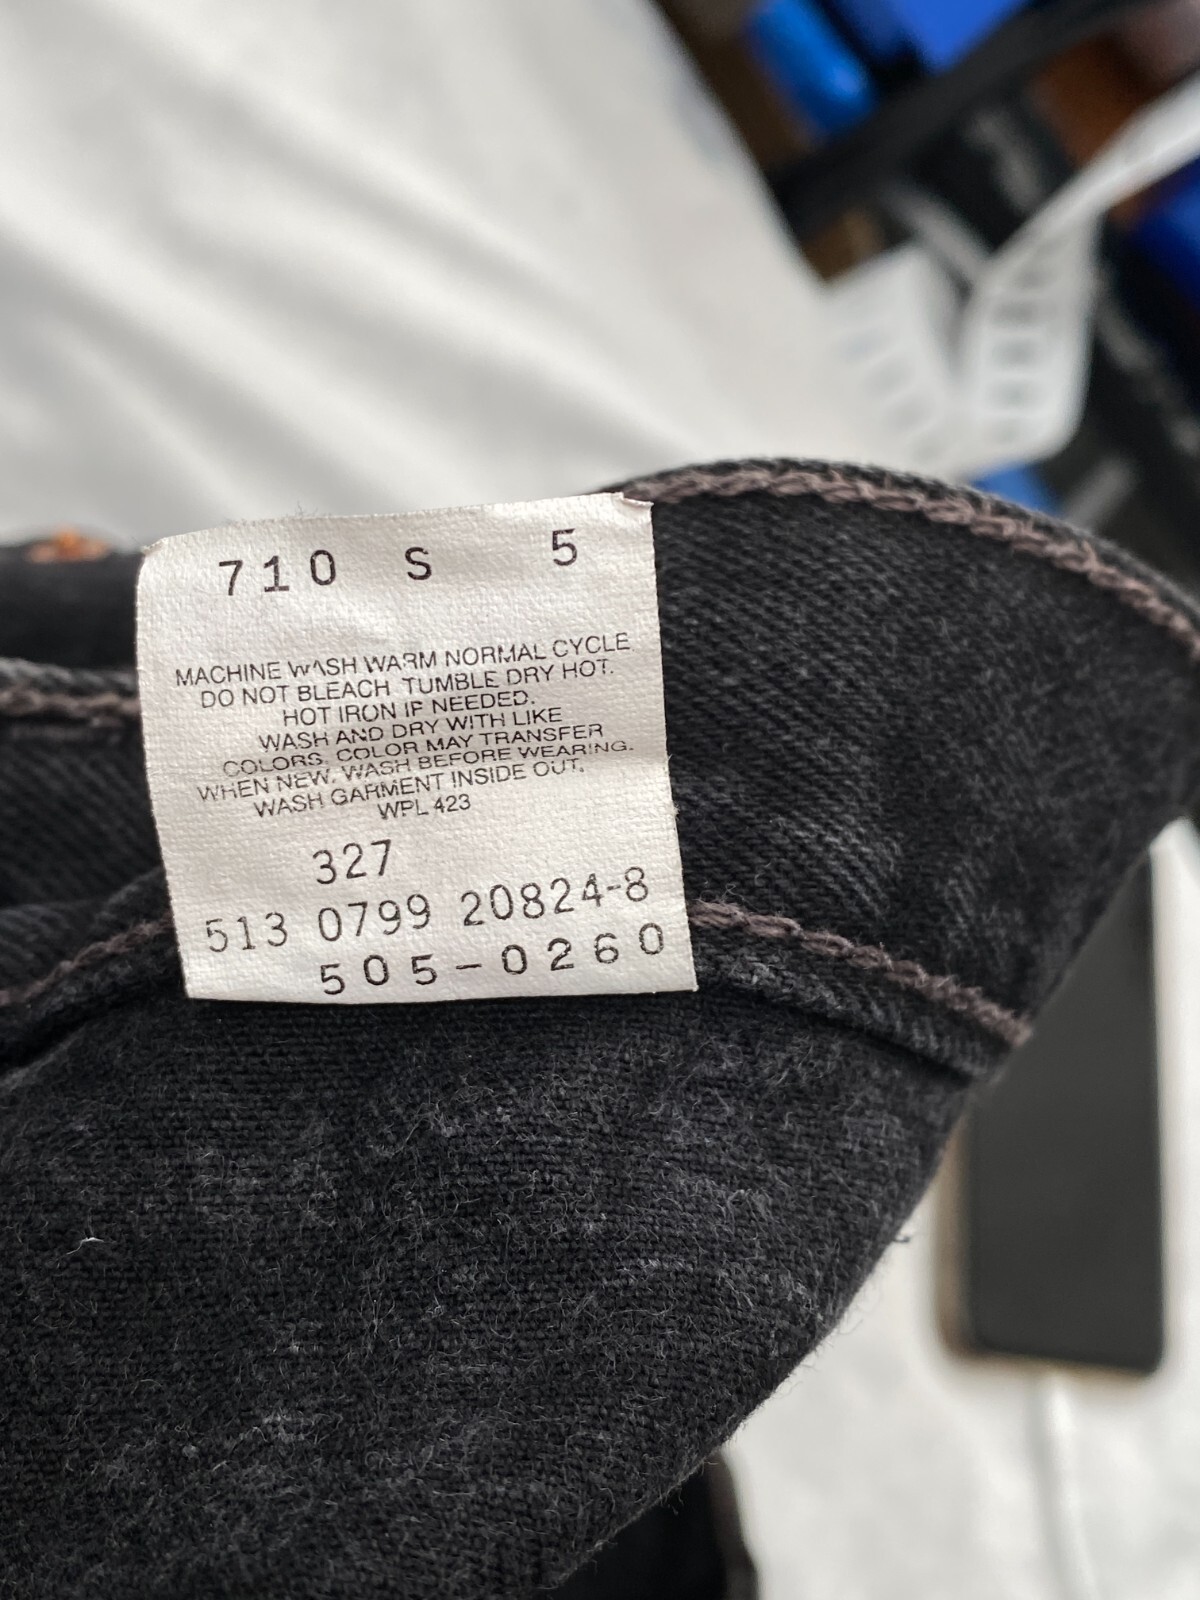 710 S 5
MACHINE WASH WARM NORMAL CYCLE
DO NOT BLEACH TUMBLE DRY HOT.
HOT IRON IF NEEDED.
WASH AND DRY WITH LIKE
COLORS. COLOR MAY TRANSFER
WHEN NEW. WASH BEFORE WEARING.
WASH GARMENT INSIDE OUT.
WPL 423
327
513 0799 20824-8
505-0260